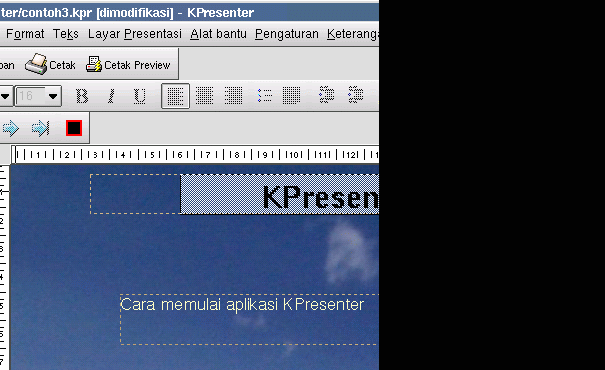 ter/contoh3.kpr [dimodifikasi] - KPresenter
Format Teks Layar Presentasi Alat bantu Pengaturan Keteranga
pan Cetak Cetak Preview
16 B I U
1 2 3 4 5 6 7 8 9 10 11 12 1
KPresen
Cara memulai aplikasi KPresenter